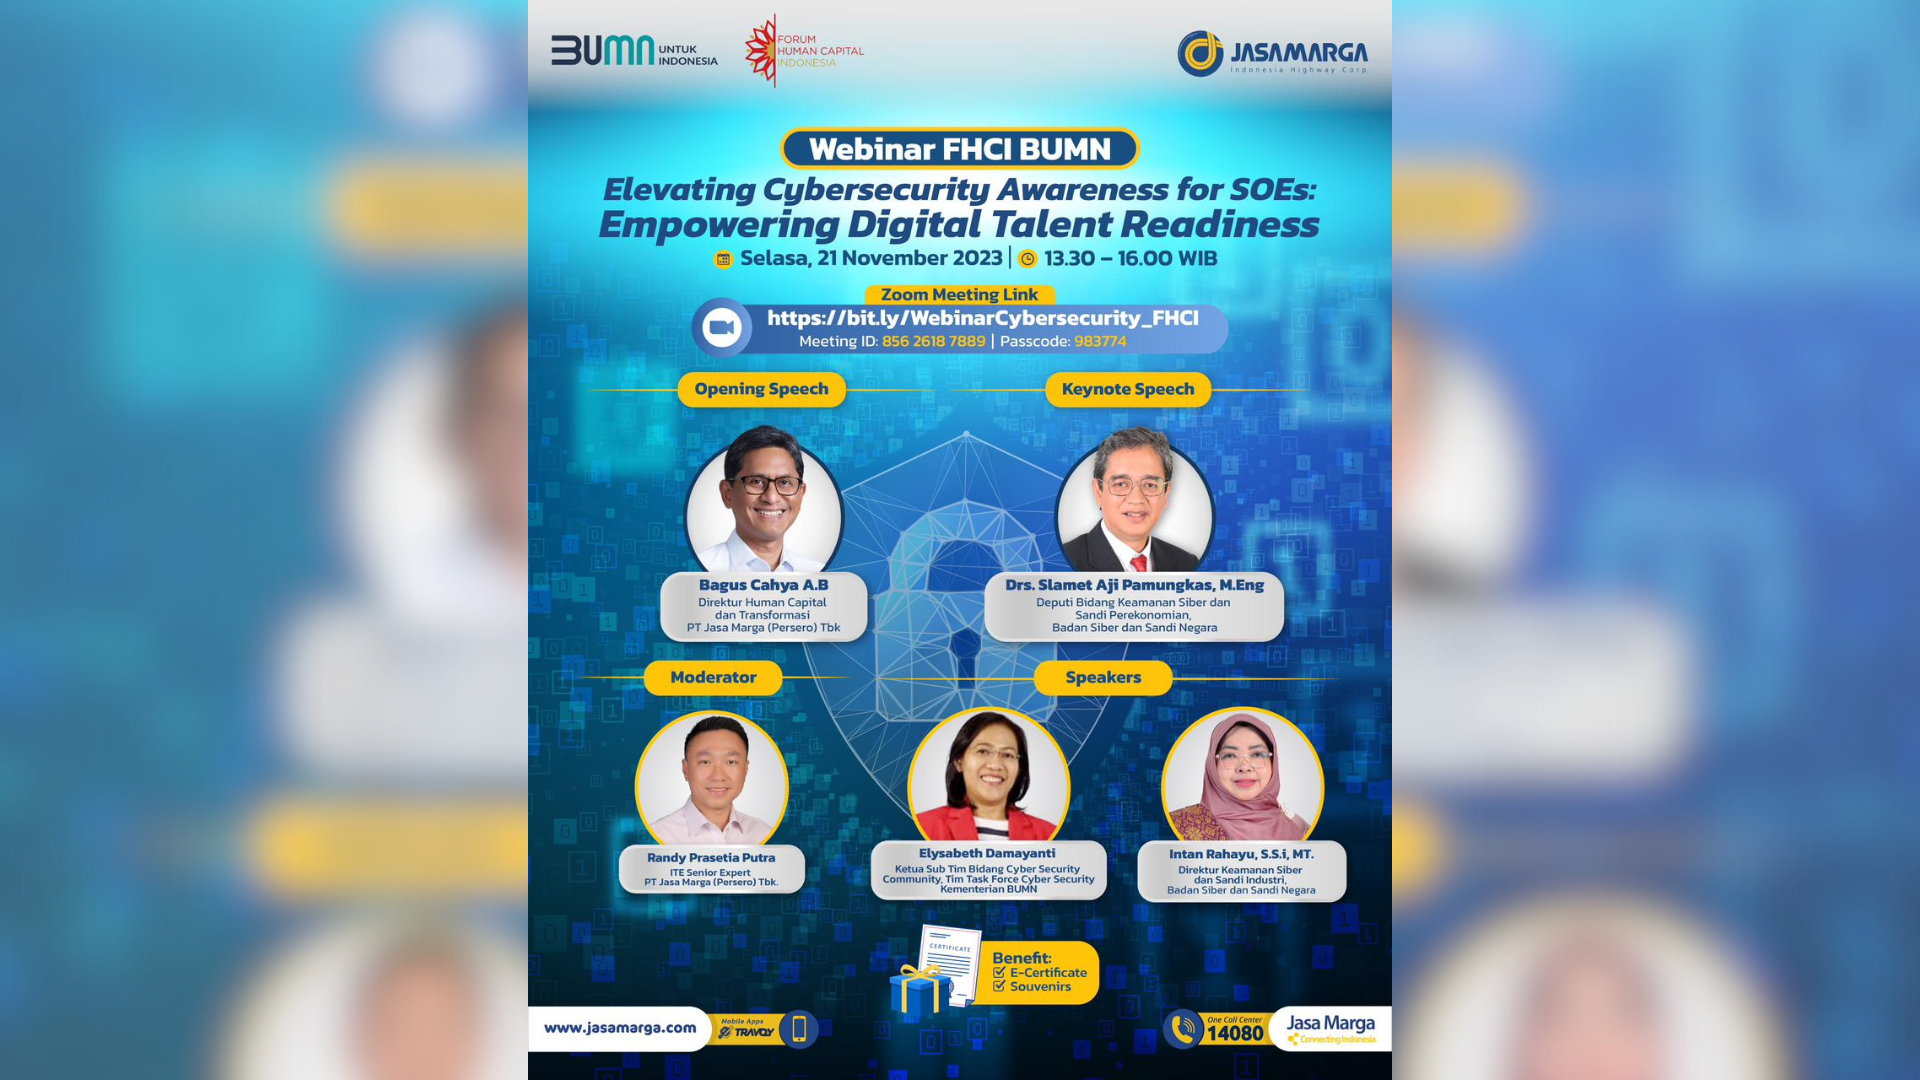 BUMN UNTUK
INDONESIA
FORUM
HUMAN CAPITAL
INDONESIA
JASAMARGA
Indonesia Highway Corp.
Webinar FHCI BUMN
Elevating Cybersecurity Awareness for SOEs:
Empowering Digital Talent Readiness
Selasa, 21 November 2023 | 13.30 – 16.00 WIB
Zoom Meeting Link
https://bit.ly/WebinarCybersecurity_FHCI
Meeting ID: 856 2618 7889 | Passcode: 983774
Opening Speech
Keynote Speech
Bagus Cahya A.B
Direktur Human Capital
dan Transformasi
PT Jasa Marga (Persero) Tbk
Drs. Slamet Aji Pamungkas, M.Eng
Deputi Bidang Keamanan Siber dan
Sandi Perekonomian,
Badan Siber dan Sandi Negara
Moderator
Speakers
Randy Prasetia Putra
ITE Senior Expert
PT Jasa Marga (Persero) Tbk.
Elysabeth Damayanti
Ketua Sub Tim Bidang Cyber Security
Community, Tim Task Force Cyber Security
Kementerian BUMN
Intan Rahayu, S.S.i, MT.
Direktur Keamanan Siber
dan Sandi Industri,
Badan Siber dan Sandi Negara
CERTIFICATE
Benefit:
E-Certificate
Souvenirs
www.jasamarga.com
Mobile Apps
TRAVOY
One Call Center
14080
Jasa Marga
Connecting Indonesia